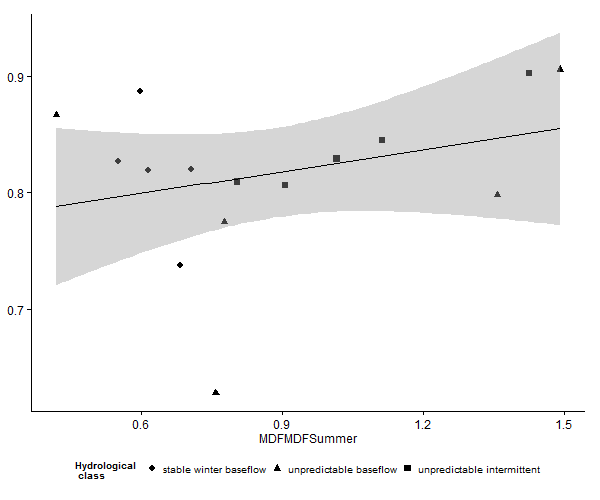 0.9
0.8
0.7
0.6 0.9 1.2 1.5
MDFMDFSummer
Hydrological
class
stable winter baseflow unpredictable baseflow unpredictable intermittent